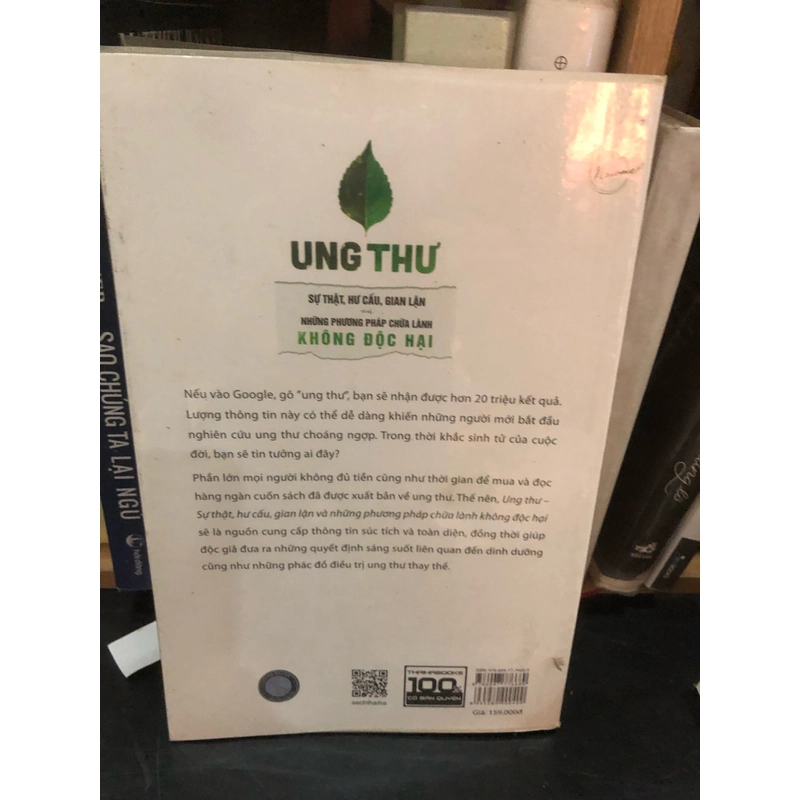 UNG THƯ
SỰ THẬT, HƯ CẤU, GIAN LẬN
NHỮNG PHƯƠNG PHÁP CHỮA LÀNH
KHÔNG ĐỘC HẠI
Nếu vào Google, gõ "ung thư", bạn sẽ nhận được hơn 20 triệu kết quả.
Lượng thông tin này có thể dễ dàng khiến những người mới bắt đầu
nghiên cứu ung thư choáng ngợp. Trong thời khắc sinh tử của cuộc
đời, bạn sẽ tin tưởng ai đây?
Phần lớn mọi người không đủ tiền cũng như thời gian để mua và đọc
hàng ngàn cuốn sách đã được xuất bản về ung thư. Thế nên, Ung thư –
Sự thật, hư cấu, gian lận và những phương pháp chữa lành không độc hại
sẽ là nguồn cung cấp thông tin súc tích và toàn diện, đồng thời giúp
độc giả đưa ra những quyết định sáng suốt liên quan đến dinh dưỡng
cũng như những phác đồ điều trị ung thư thay thế.
THAIHABOOKS
100%
CÓ BẢN QUYỀN
Giá: 159.000đ
SAO CHÚNG TA LẠI NGỦ